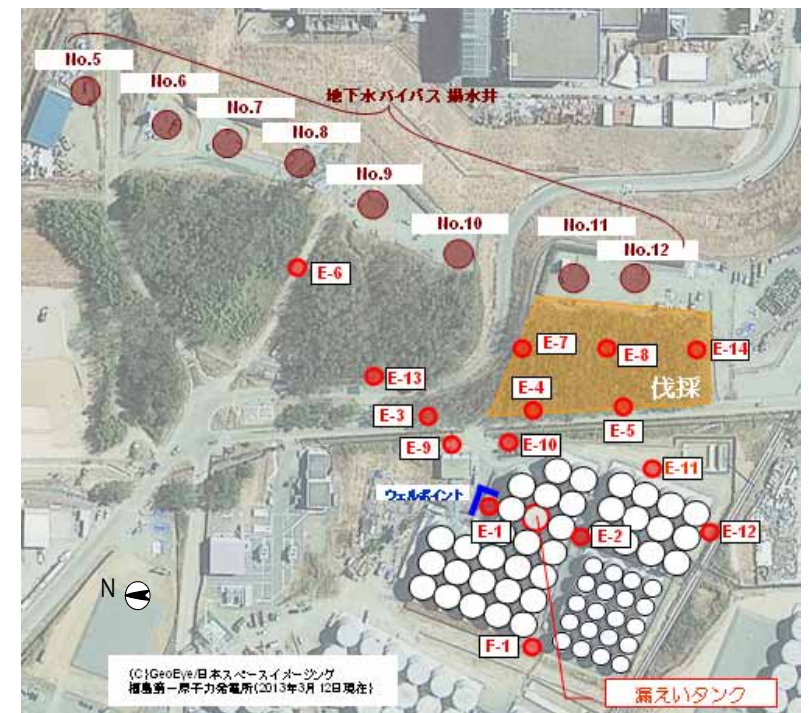 No.5
No.6
No.7
No.8
No.9
No.10
No.11
No.12
地下水バイパス 揚水井
E-6
E-7
E-8
E-14
E-13
E-4
伐採
E-3
E-5
E-9
E-10
E-11
ウェルポイント
E-1
E-2
E-12
N
F-1
(C)GeoEye/日本スペースイメージング
福島第一原子力発電所(2013年3月12日現在)
漏えいタンク